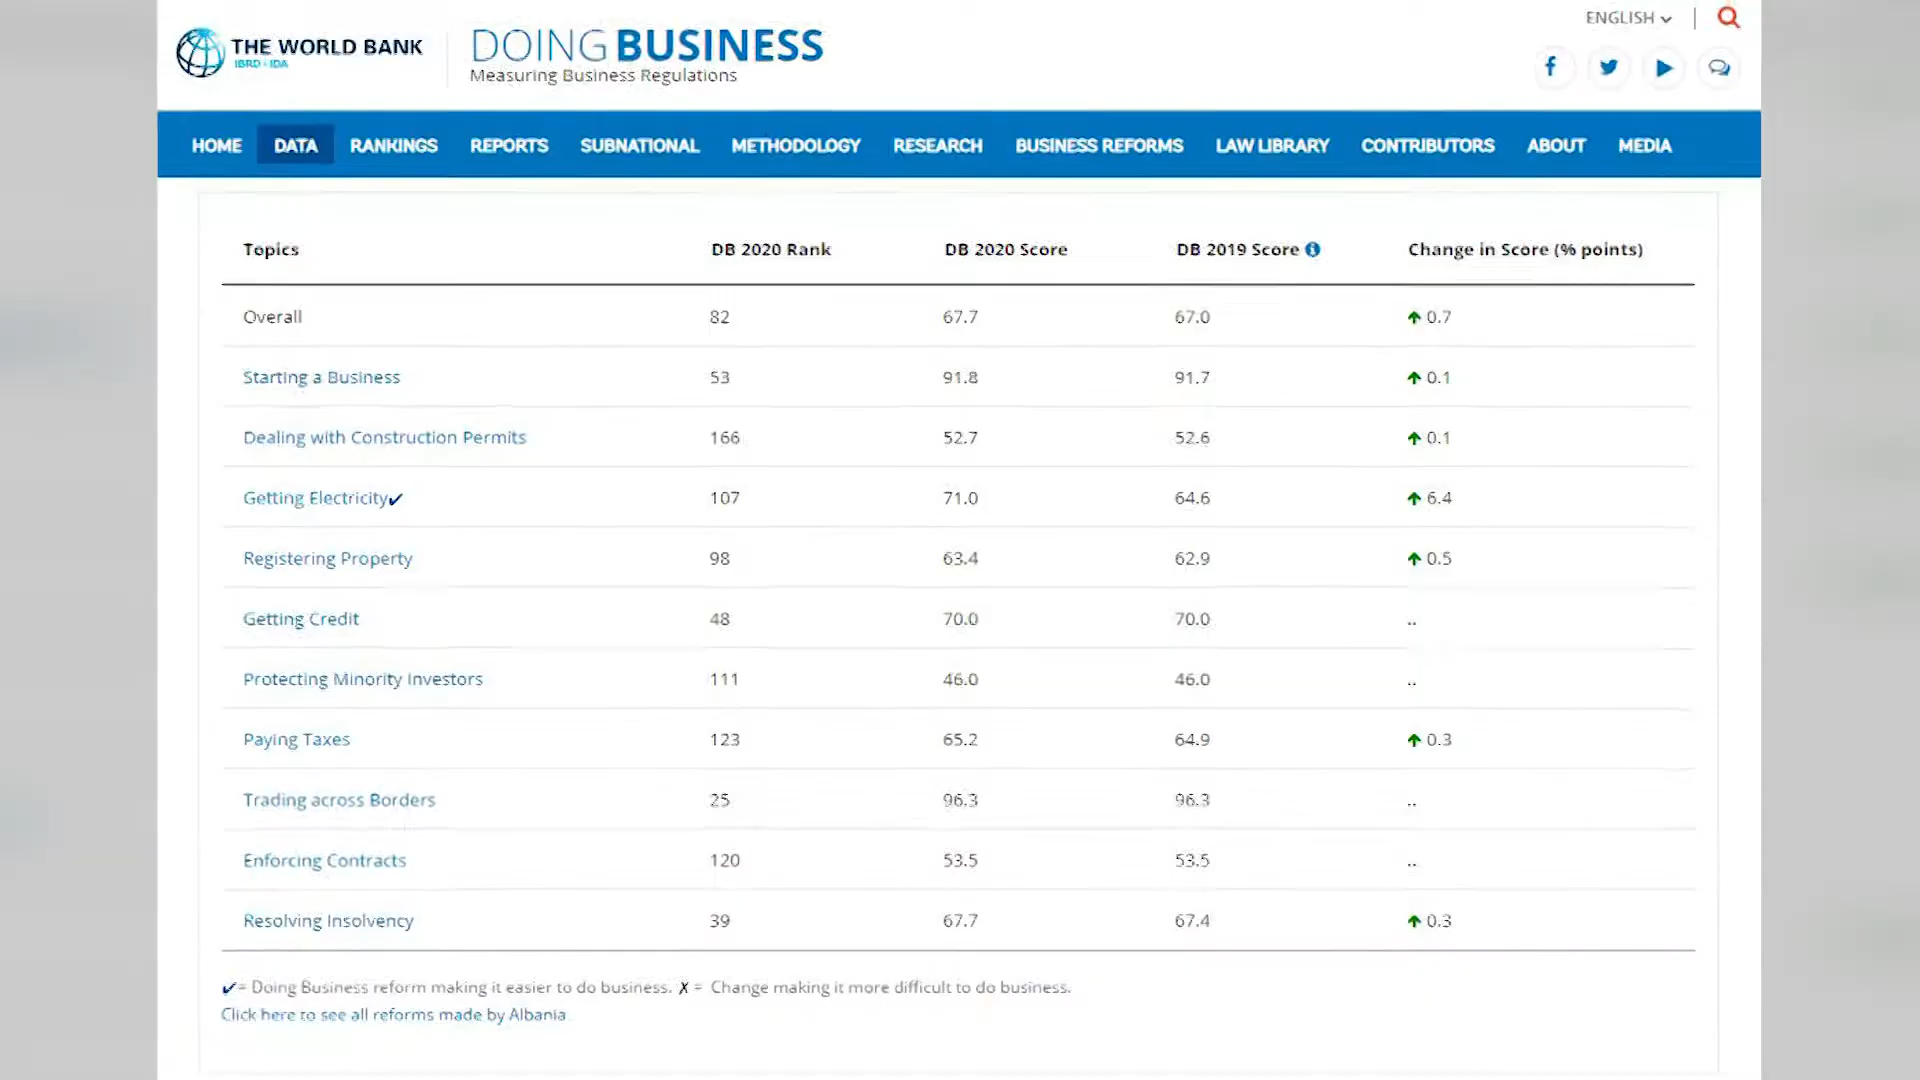 ENGLISH
THE WORLD BANK
IBRD • IDA
DOING BUSINESS
Measuring Business Regulations
HOME DATA RANKINGS REPORTS SUBNATIONAL METHODOLOGY RESEARCH BUSINESS REFORMS LAW LIBRARY CONTRIBUTORS ABOUT MEDIA
Topics DB 2020 Rank DB 2020 Score DB 2019 Score Change in Score (% points)
Overall 82 67.7 67.0 0.7
Starting a Business 53 91.8 91.7 0.1
Dealing with Construction Permits 166 52.7 52.6 0.1
Getting Electricity✔ 107 71.0 64.6 6.4
Registering Property 98 63.4 62.9 0.5
Getting Credit 48 70.0 70.0 ..
Protecting Minority Investors 111 46.0 46.0 ..
Paying Taxes 123 65.2 64.9 0.3
Trading across Borders 25 96.3 96.3 ..
Enforcing Contracts 120 53.5 53.5 ..
Resolving Insolvency 39 67.7 67.4 0.3
✔= Doing Business reform making it easier to do business. ✗ = Change making it more difficult to do business.
Click here to see all reforms made by Albania